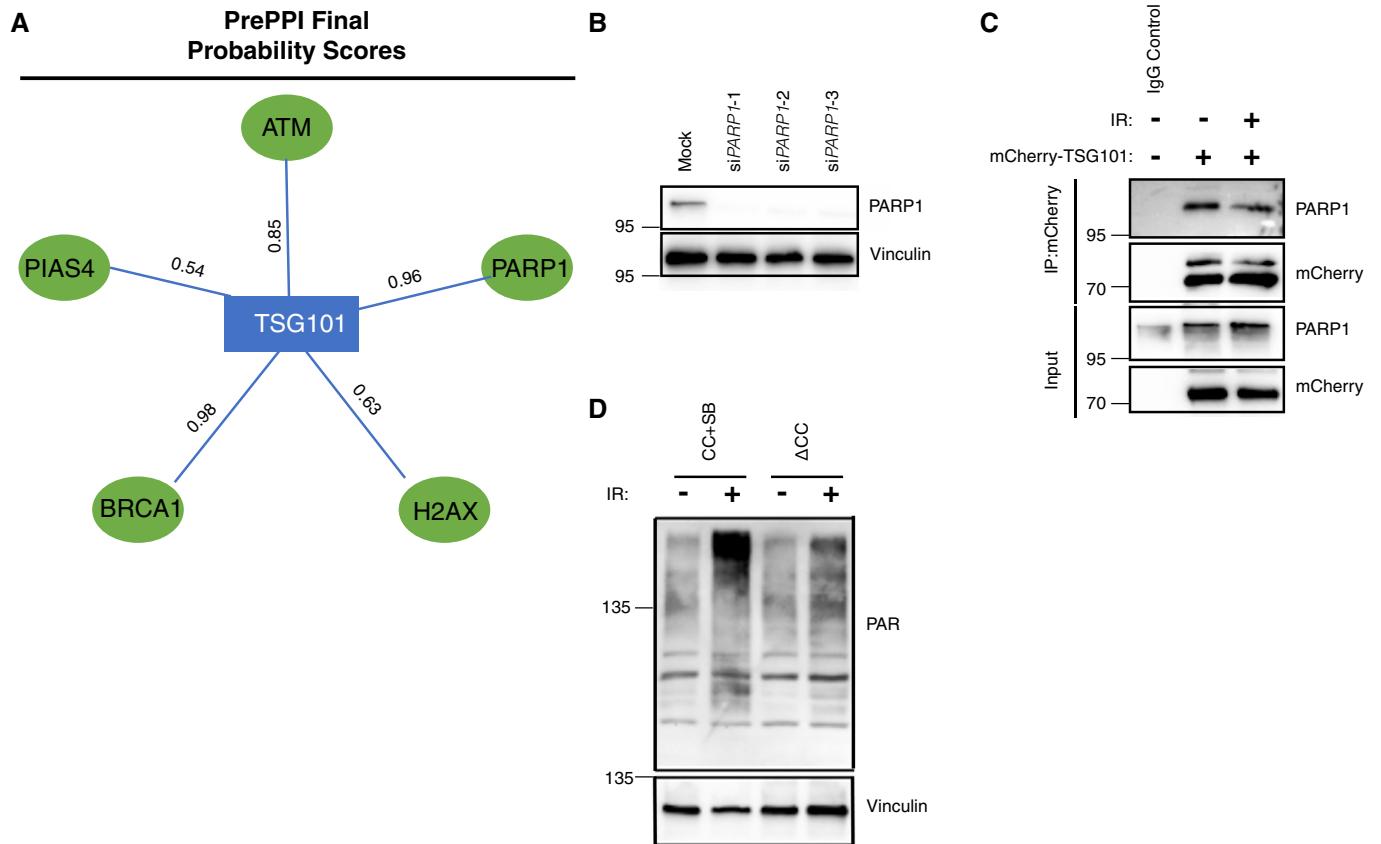 A
PrePPI Final
Probability Scores
ATM
PIAS4
PARP1
TSG101
BRCA1
H2AX
0.85
0.54
0.96
0.98
0.63
B
Mock
siPARP1-1
siPARP1-2
siPARP1-3
PARP1
95
Vinculin
95
C
IgG Control
IR: - - +
mCherry-TSG101: - + +
IP:mCherry
PARP1
95
mCherry
70
Input
PARP1
95
mCherry
70
D
CC+SB
ΔCC
IR: - + - +
135
PAR
135
Vinculin